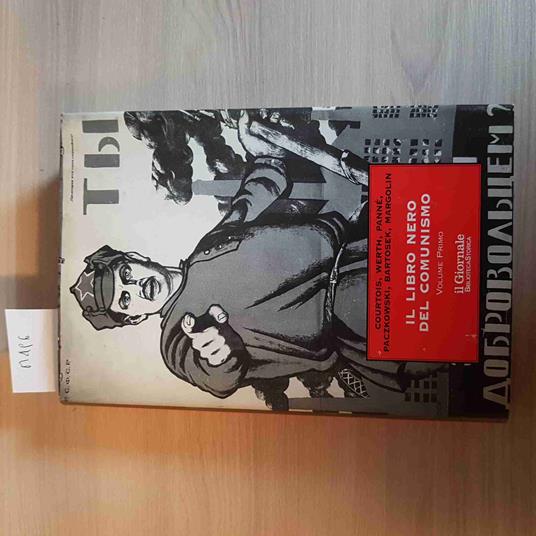 ТЫ
Р.С.Ф.С.Р.
ДОБРОВОЛЬЦЕМ?
COURTOIS, WERTH, PANNÉ,
PACZKOWSKI, BARTOSEK, MARGOLIN
IL LIBRO NERO
DEL COMUNISMO
VOLUME PRIMO
il Giornale
BIBLIOTECA STORICA